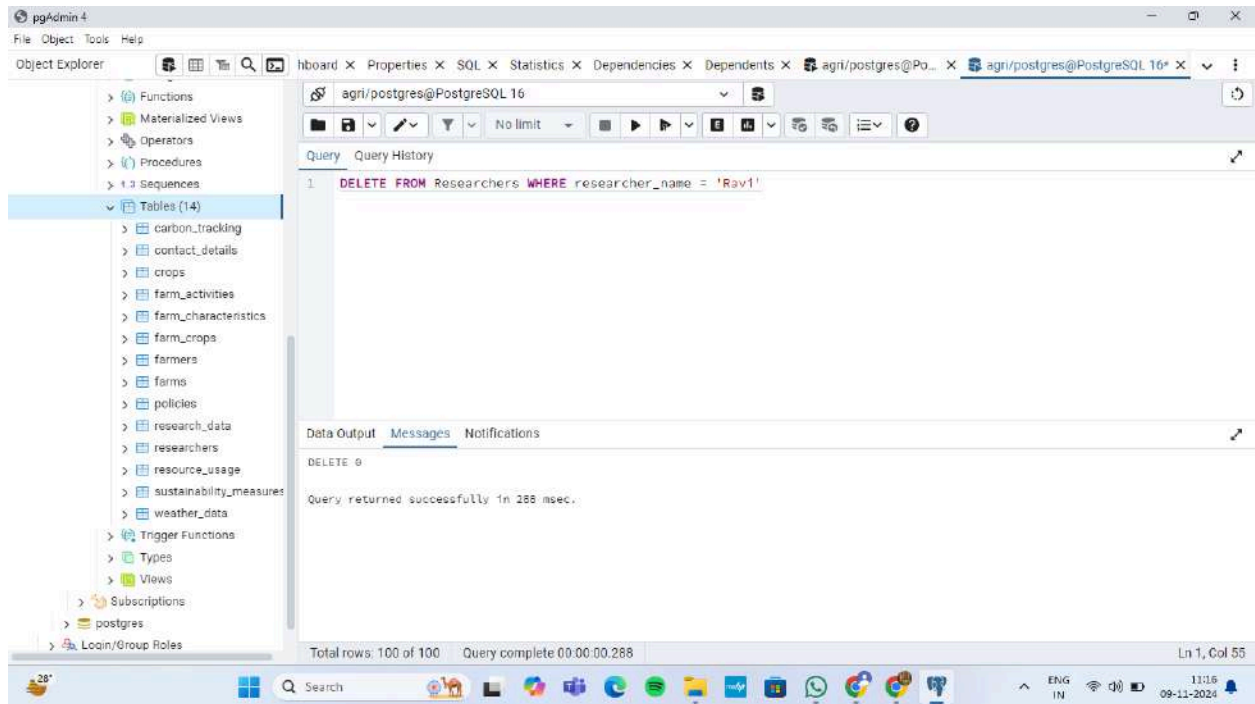 pgAdmin 4
File Object Tools Help
Object Explorer
hboard Properties SQL Statistics Dependencies Dependents agri/postgres@Po... agri/postgres@PostgreSQL 16*
Functions
Materialized Views
Operators
Procedures
1..3 Sequences
Tables (14)
carbon_tracking
contact_details
crops
farm_activities
farm_characteristics
farm_crops
farmers
farms
policies
research_data
researchers
resource_usage
sustainability_measures
weather_data
Trigger Functions
Types
Views
Subscriptions
postgres
Login/Group Roles
agri/postgres@PostgreSQL 16
No limit
Query Query History
1 DELETE FROM Researchers WHERE researcher_name = 'Ravi'
Data Output Messages Notifications
DELETE 0
Query returned successfully in 288 msec.
Total rows: 100 of 100 Query complete 00:00:00.288 Ln 1, Col 55
28°
Search
ENG
IN
11:16
09-11-2024